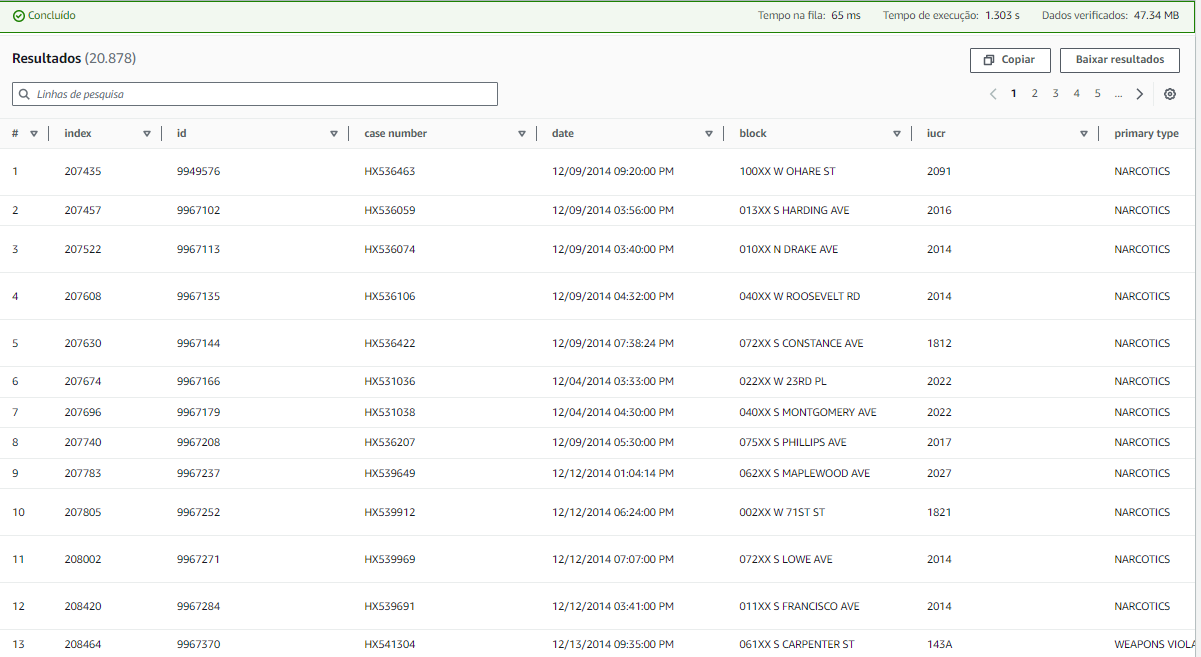 Concluído Tempo na fila: 65 ms Tempo de execução: 1.303 s Dados verificados: 47.34 MB
Resultados (20.878) Copiar Baixar resultados
Linhas de pesquisa 1 2 3 4 5 ...
# index id case number date block iucr primary type
1 207435 9949576 HX536463 12/09/2014 09:20:00 PM 100XX W OHARE ST 2091 NARCOTICS
2 207457 9967102 HX536059 12/09/2014 03:56:00 PM 013XX S HARDING AVE 2016 NARCOTICS
3 207522 9967113 HX536074 12/09/2014 03:40:00 PM 010XX N DRAKE AVE 2014 NARCOTICS
4 207608 9967135 HX536106 12/09/2014 04:32:00 PM 040XX W ROOSEVELT RD 2014 NARCOTICS
5 207630 9967144 HX536422 12/09/2014 07:38:24 PM 072XX S CONSTANCE AVE 1812 NARCOTICS
6 207674 9967166 HX531036 12/04/2014 03:33:00 PM 022XX W 23RD PL 2022 NARCOTICS
7 207696 9967179 HX531038 12/04/2014 04:30:00 PM 040XX S MONTGOMERY AVE 2022 NARCOTICS
8 207740 9967208 HX536207 12/09/2014 05:30:00 PM 075XX S PHILLIPS AVE 2017 NARCOTICS
9 207783 9967237 HX539649 12/12/2014 01:04:14 PM 062XX S MAPLEWOOD AVE 2027 NARCOTICS
10 207805 9967252 HX539912 12/12/2014 06:24:00 PM 002XX W 71ST ST 1821 NARCOTICS
11 208002 9967271 HX539969 12/12/2014 07:07:00 PM 072XX S LOWE AVE 2014 NARCOTICS
12 208420 9967284 HX539691 12/12/2014 03:41:00 PM 011XX S FRANCISCO AVE 2014 NARCOTICS
13 208464 9967370 HX541304 12/13/2014 09:35:00 PM 061XX S CARPENTER ST 143A WEAPONS VIOLA